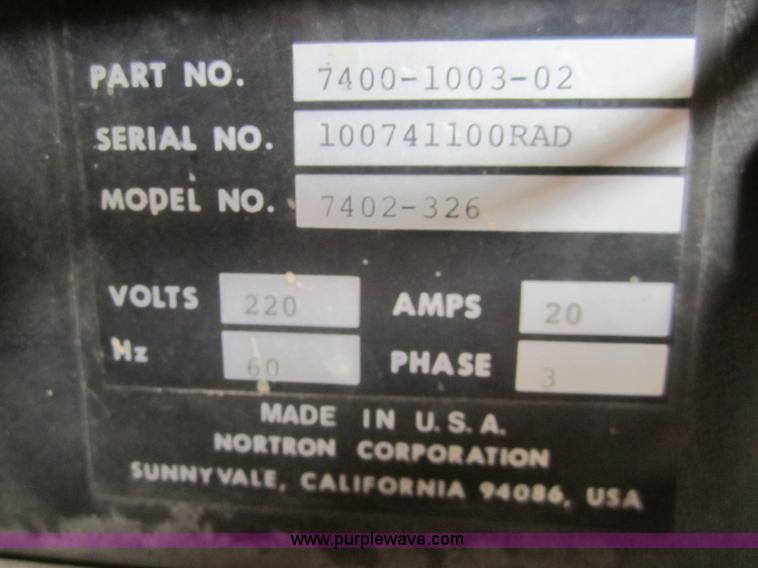 PART NO. 7400-1003-02
SERIAL NO. 100741100RAD
MODEL NO. 7402-326
VOLTS 220 AMPS 20
Hz 60 PHASE 3
MADE IN U.S.A.
NORTRON CORPORATION
SUNNYVALE, CALIFORNIA 94086, USA
www.purplewave.com